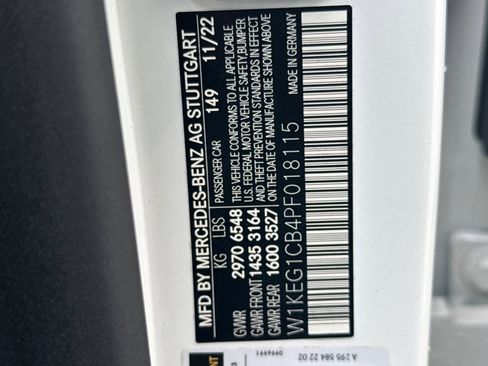 MFD BY MERCEDES-BENZ AG STUTTGART
PASSENGER CAR 149 11/22
KG LBS
GVWR 2970 6548
GAWR FRONT 1435 3164
GAWR REAR 1600 3527
THIS VEHICLE CONFORMS TO ALL APPLICABLE
U.S. FEDERAL MOTOR VEHICLE SAFETY, BUMPER
AND THEFT PREVENTION STANDARDS IN EFFECT
ON THE DATE OF MANUFACTURE SHOWN ABOVE
W1KEG1CB4PF018115
MADE IN GERMANY
A 295 584 22 02